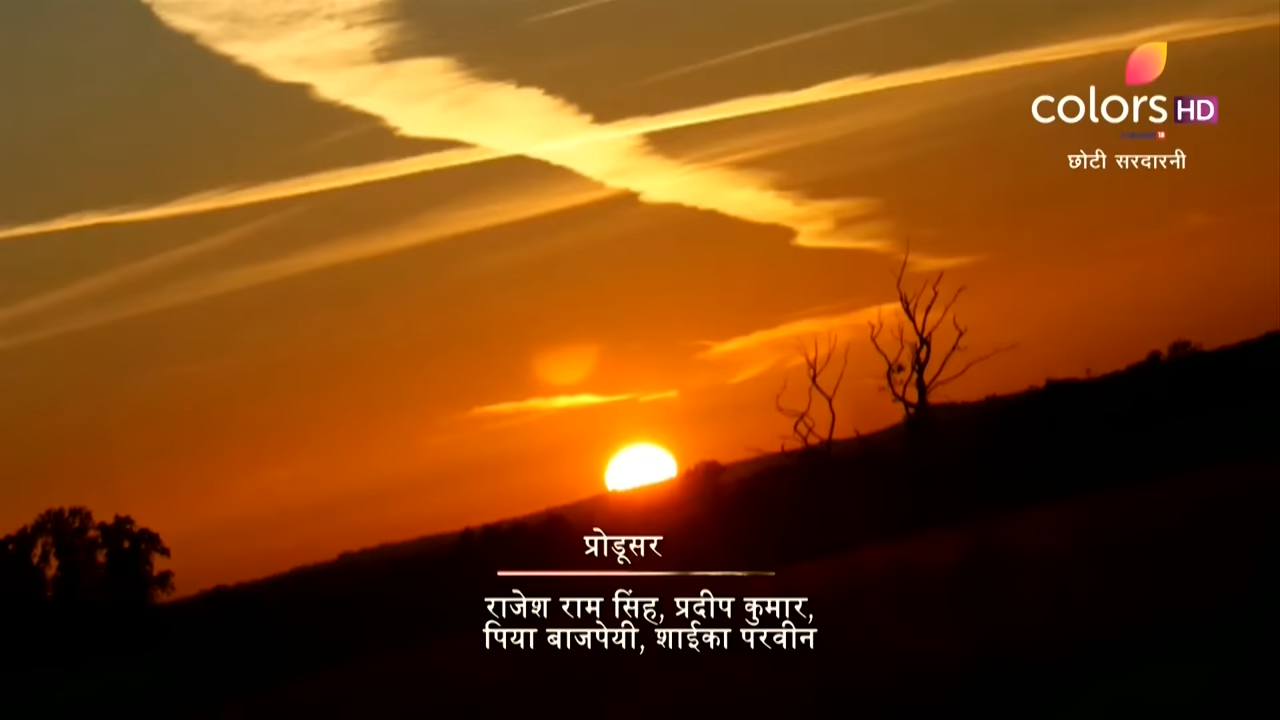 colors HD
छोटी सरदारनी
प्रोडूसर
राजेश राम सिंह, प्रदीप कुमार,
पिया बाजपेयी, शाईका परवीन